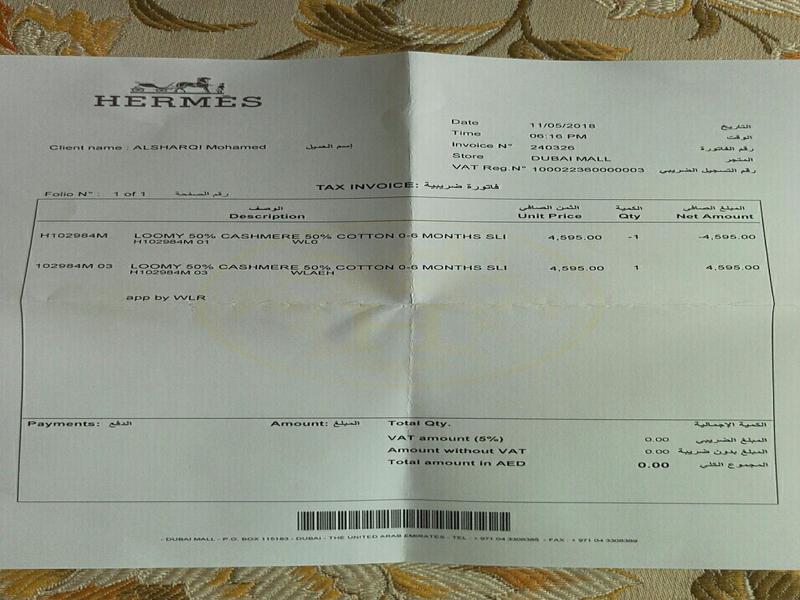 HERMÈS
Date 11/05/2018 التاريخ
Time 06:16 PM الوقت
Client name : ALSHARQI Mohamed إسم العميل
Invoice N° 240326 رقم الفاتورة
Store DUBAI MALL المتجر
VAT Reg.N° 100022360000003 رقم التسجيل الضريبي
TAX INVOICE: فاتورة ضريبية
Folio N° : 1 of 1 رقم الصفحة
الوصف الثمن الصافي الكمية المبلغ الصافي
Description Unit Price Qty Net Amount
H102984M LOOMY 50% CASHMERE 50% COTTON 0-6 MONTHS SLI 4,595.00 -1 -4,595.00
H102984M 01 WL0
102984M 03 LOOMY 50% CASHMERE 50% COTTON 0-6 MONTHS SLI 4,595.00 1 4,595.00
H102984M 03 WLAEH
app by WLR
Payments: الدفع Amount: المبلغ Total Qty. الكمية الإجمالية
VAT amount (5%) 0.00 المبلغ الضريبي
Amount without VAT 0.00 المبلغ بدون ضريبة
Total amount in AED 0.00 المجموع الكلي
- DUBAI MALL - P.O. BOX 115183 - DUBAI - THE UNITED ARAB EMIRATES - TEL : + 971 04 3308385 - FAX : + 971 04 3308389